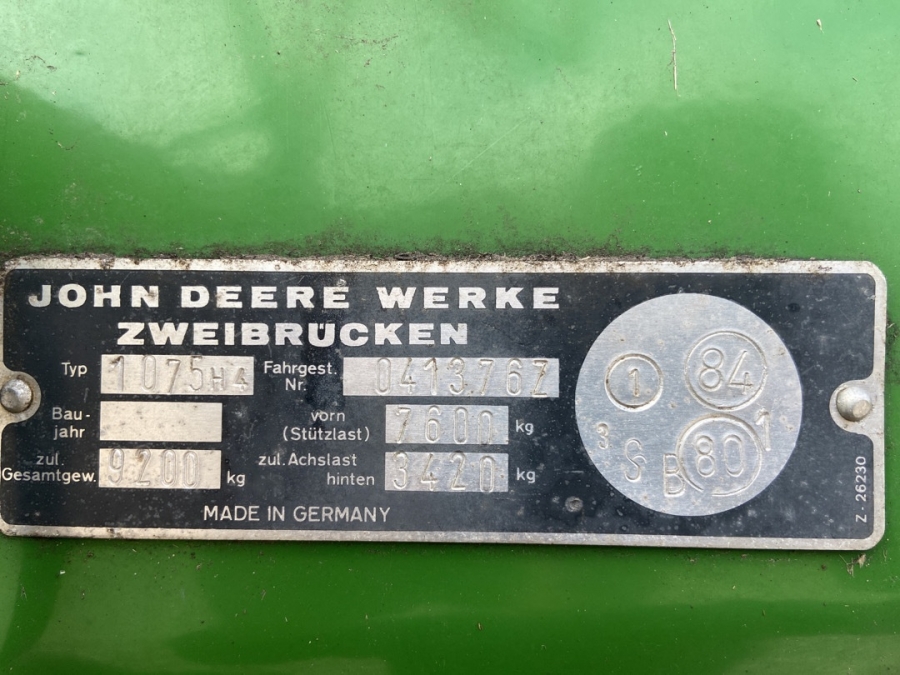 JOHN DEERE WERKE
ZWEIBRÜCKEN
Typ 1075H4 Fahrgest. Nr. 041376Z
Bau-
jahr
vorn
(Stützlast) 7600 kg
zul.
Gesamtgew. 9200 kg
zul. Achslast
hinten 3420 kg
MADE IN GERMANY
1 84
3 S B 80 1
Z - 26230